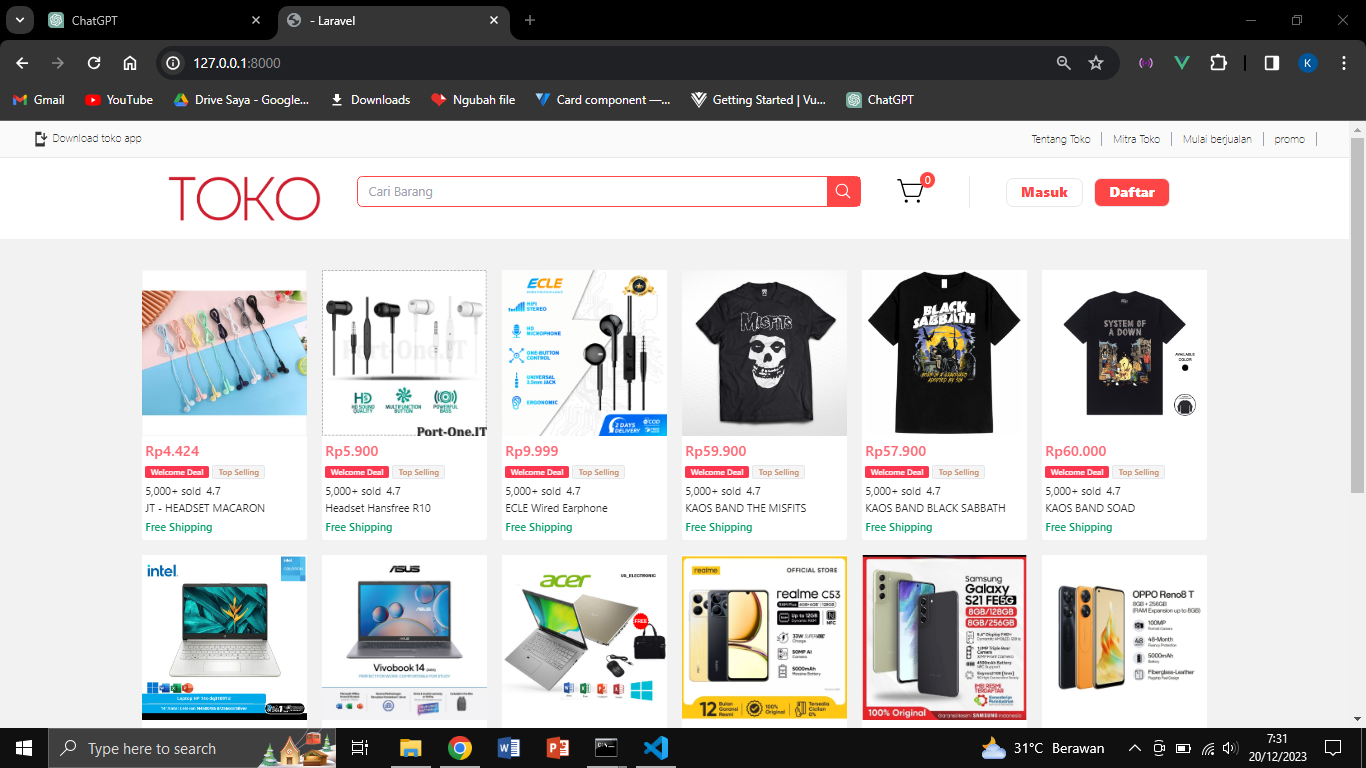 ChatGPT
- Laravel
127.0.0.1:8000
Gmail
YouTube
Drive Saya - Google...
Downloads
Ngubah file
Card component —...
Getting Started | Vu...
ChatGPT
Download toko app
Tentang Toko
Mitra Toko
Mulai berjualan
promo
TOKO
Cari Barang
0
Masuk
Daftar
Port-One.IT
HD SOUND QUALITY
MULTIFUNCTION BUTTON
POWERFUL BASS
Port-One.IT
ECLE
HIFI STEREO
HD MICROPHONE
ONE-BUTTON CONTROL
UNIVERSAL 3.5mm JACK
ERGONOMIC
2 DAYS DELIVERY
COD
MISFITS
BLACK SABBATH
SYSTEM OF A DOWN
AVAILABLE COLOR
Rp4.424
Welcome Deal Top Selling
5,000+ sold 4.7
JT - HEADSET MACARON
Free Shipping
Rp5.900
Welcome Deal Top Selling
5,000+ sold 4.7
Headset Hansfree R10
Free Shipping
Rp9.999
Welcome Deal Top Selling
5,000+ sold 4.7
ECLE Wired Earphone
Free Shipping
Rp59.900
Welcome Deal Top Selling
5,000+ sold 4.7
KAOS BAND THE MISFITS
Free Shipping
Rp57.900
Welcome Deal Top Selling
5,000+ sold 4.7
KAOS BAND BLACK SABBATH
Free Shipping
Rp60.000
Welcome Deal Top Selling
5,000+ sold 4.7
KAOS BAND SOAD
Free Shipping
intel.
ASUS
Vivobook 14
acer
FREE
realme
OFFICIAL STORE
realme C53
33W
50MP AI
5000mAh
12 Bulan Garansi Resmi
100% Original
Samsung
Galaxy
S21 FE5G
8GB/128GB
8GB/256GB
100% Original
OPPO Reno8 T
8GB + 256GB
(RAM Expansion up to 8GB)
100MP
48-Month
5000mAh
Fiberglass-Leather
Type here to search
31°C Berawan
7:31
20/12/2023
K